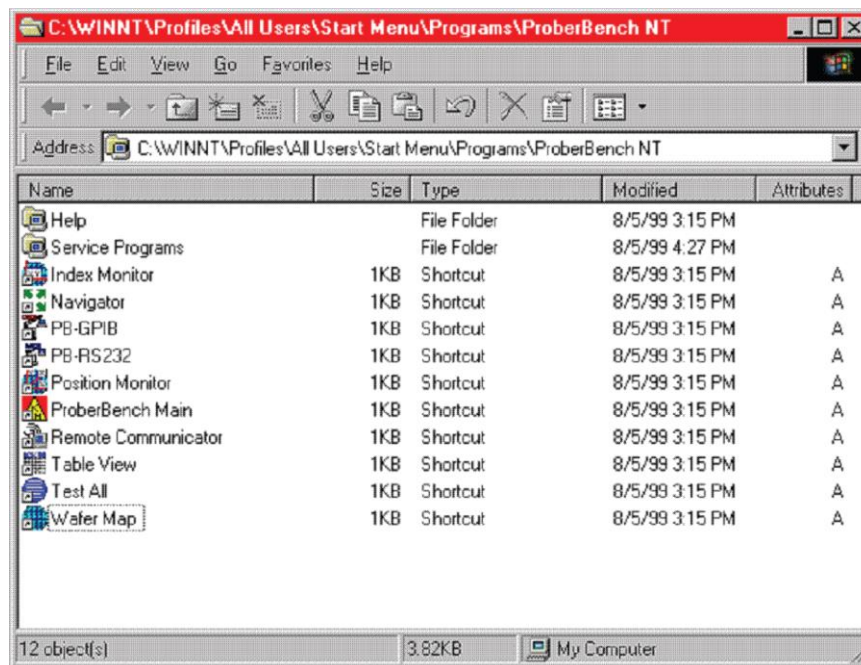 C:\WINNT\Profiles\All Users\Start Menu\Programs\ProberBench NT
File Edit View Go Favorites Help
Address C:\WINNT\Profiles\All Users\Start Menu\Programs\ProberBench NT
Name Size Type Modified Attributes
Help File Folder 8/5/99 3:15 PM
Service Programs File Folder 8/5/99 4:27 PM
Index Monitor 1KB Shortcut 8/5/99 3:15 PM A
Navigator 1KB Shortcut 8/5/99 3:15 PM A
PB-GPIB 1KB Shortcut 8/5/99 3:15 PM A
PB-RS232 1KB Shortcut 8/5/99 3:15 PM A
Position Monitor 1KB Shortcut 8/5/99 3:15 PM A
ProberBench Main 1KB Shortcut 8/5/99 3:15 PM A
Remote Communicator 1KB Shortcut 8/5/99 3:15 PM A
Table View 1KB Shortcut 8/5/99 3:15 PM A
Test All 1KB Shortcut 8/5/99 3:15 PM A
Wafer Map 1KB Shortcut 8/5/99 3:15 PM A
12 object(s) 3.82KB My Computer